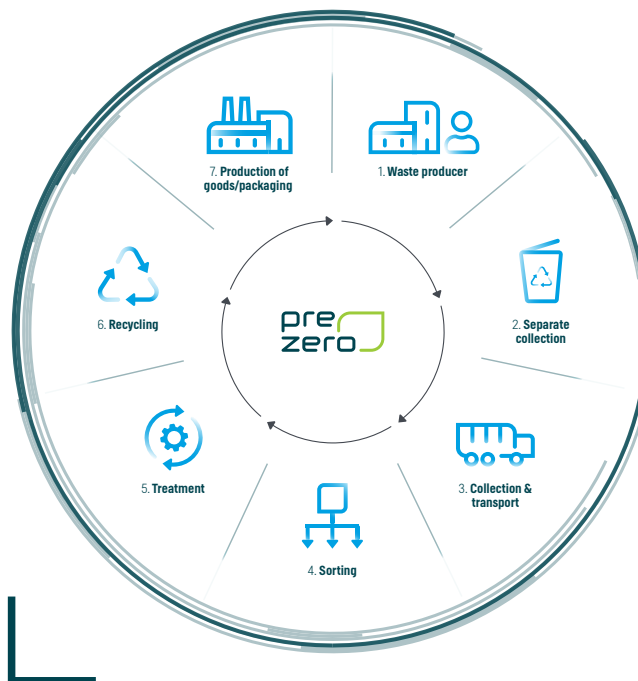 7. Production of
goods/packaging
1. Waste producer
6. Recycling
2. Separate
collection
pre
zero
5. Treatment
3. Collection &
transport
4. Sorting